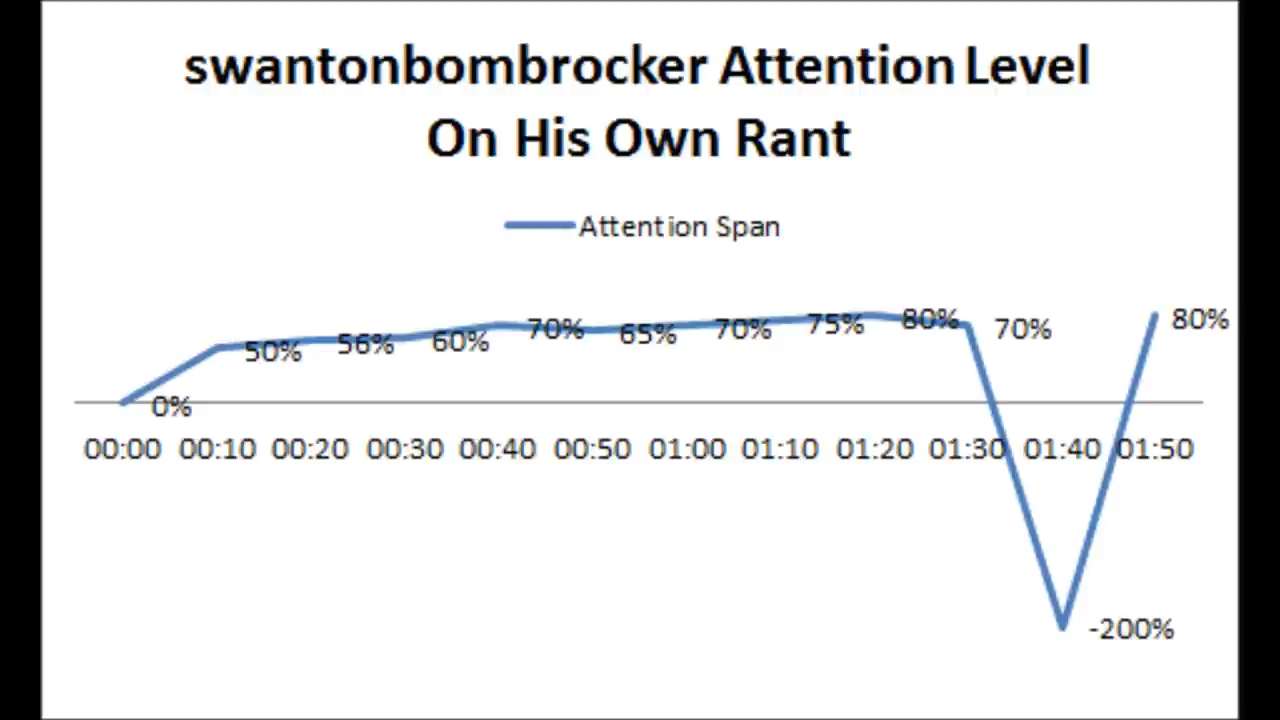 swantonbombrocker Attention Level
On His Own Rant
Attention Span
0% 50% 56% 60% 70% 65% 70% 75% 80% 70% -200% 80%
00:00 00:10 00:20 00:30 00:40 00:50 01:00 01:10 01:20 01:30 01:40 01:50